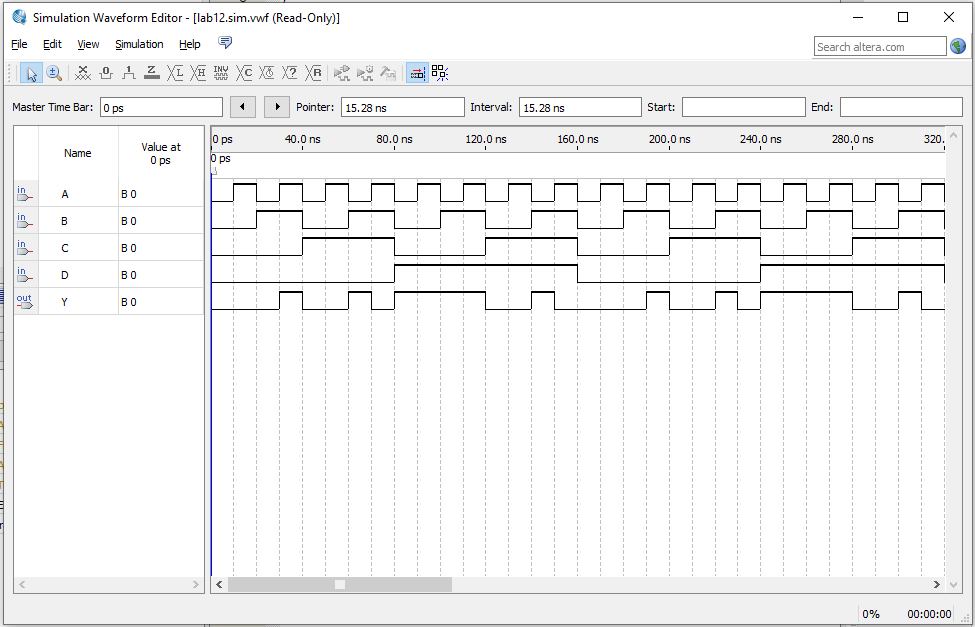 Simulation Waveform Editor - [lab12.sim.vwf (Read-Only)]
File Edit View Simulation Help
Search altera.com
Master Time Bar: 0 ps Pointer: 15.28 ns Interval: 15.28 ns Start: End:
Name Value at 0 ps
0 ps 40.0 ns 80.0 ns 120.0 ns 160.0 ns 200.0 ns 240.0 ns 280.0 ns 320.
0 ps
in A B 0
in B B 0
in C B 0
in D B 0
out Y B 0
0% 00:00:00